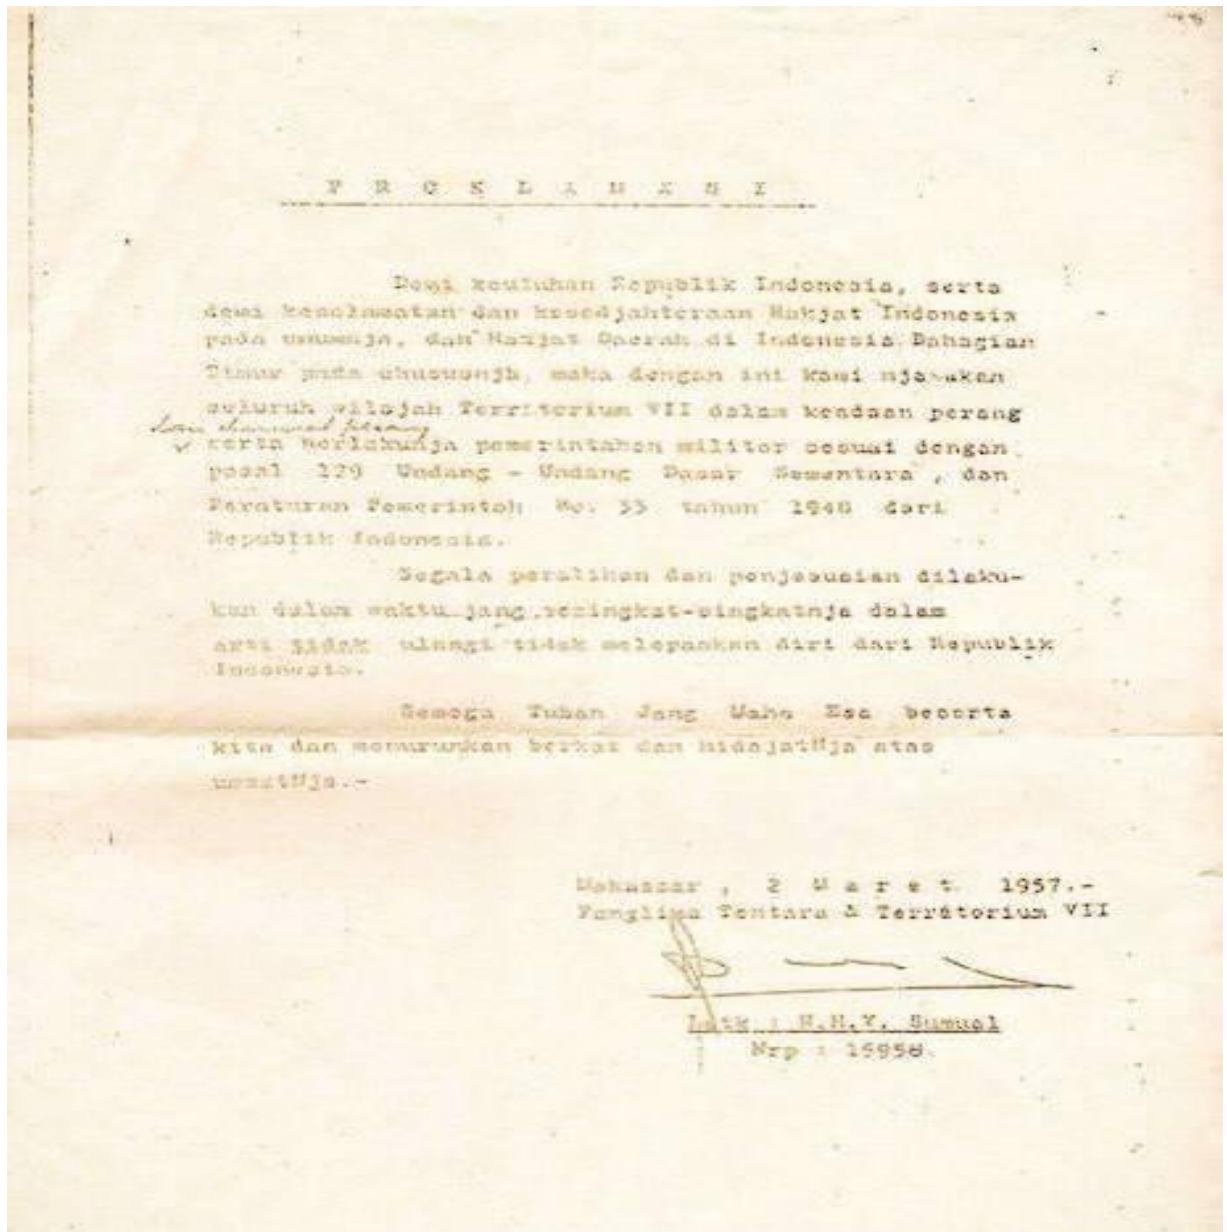 P R O K L A M A S I
Demi keutuhan Republik Indonesia, serta
demi keselamatan dan kesedjahteraan Rakjat Indonesia
pada umumnja, dan Rakjat Daerah di Indonesia Bahagian
Timur pada chususnja, maka dengan ini kami njatakan
seluruh wilajah Territorium VII dalam keadaan perang
serta berlakunja pemerintahan militer sesuai dengan
pasal 129 Undang - Undang Dasar Sementara , dan
Peraturan Pemerintah No. 33 tahun 1948 dari
Republik Indonesia.
Segala peralihan dan penjesuaian dilaku-
kan dalam waktu jang sesingkat-singkatnja dalam
arti tidak ulangi tidak melepaskan diri dari Republik
Indonesia.
Semoga Tuhan Jang Maha Esa beserta
kita dan menurunkan berkat dan hidajatNja atas
umatNja.-
Makassar , 2 M a r e t 1957.-
Panglima Tentara & Territorium VII
Letk : H.N.V. Sumual
Nrp : 15958.